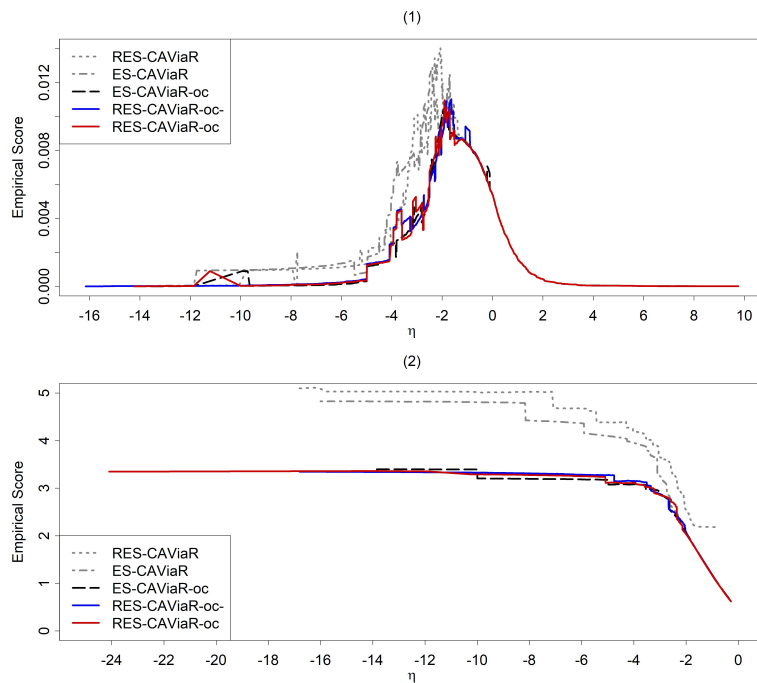 (1)
Empirical Score
0.012
0.008
0.004
0.000
RES-CAViaR
ES-CAViaR
ES-CAViaR-oc
RES-CAViaR-oc-
RES-CAViaR-oc
-16 -14 -12 -10 -8 -6 -4 -2 0 2 4 6 8 10
η
(2)
Empirical Score
5
4
3
2
1
0
RES-CAViaR
ES-CAViaR
ES-CAViaR-oc
RES-CAViaR-oc-
RES-CAViaR-oc
-24 -22 -20 -18 -16 -14 -12 -10 -8 -6 -4 -2 0
η